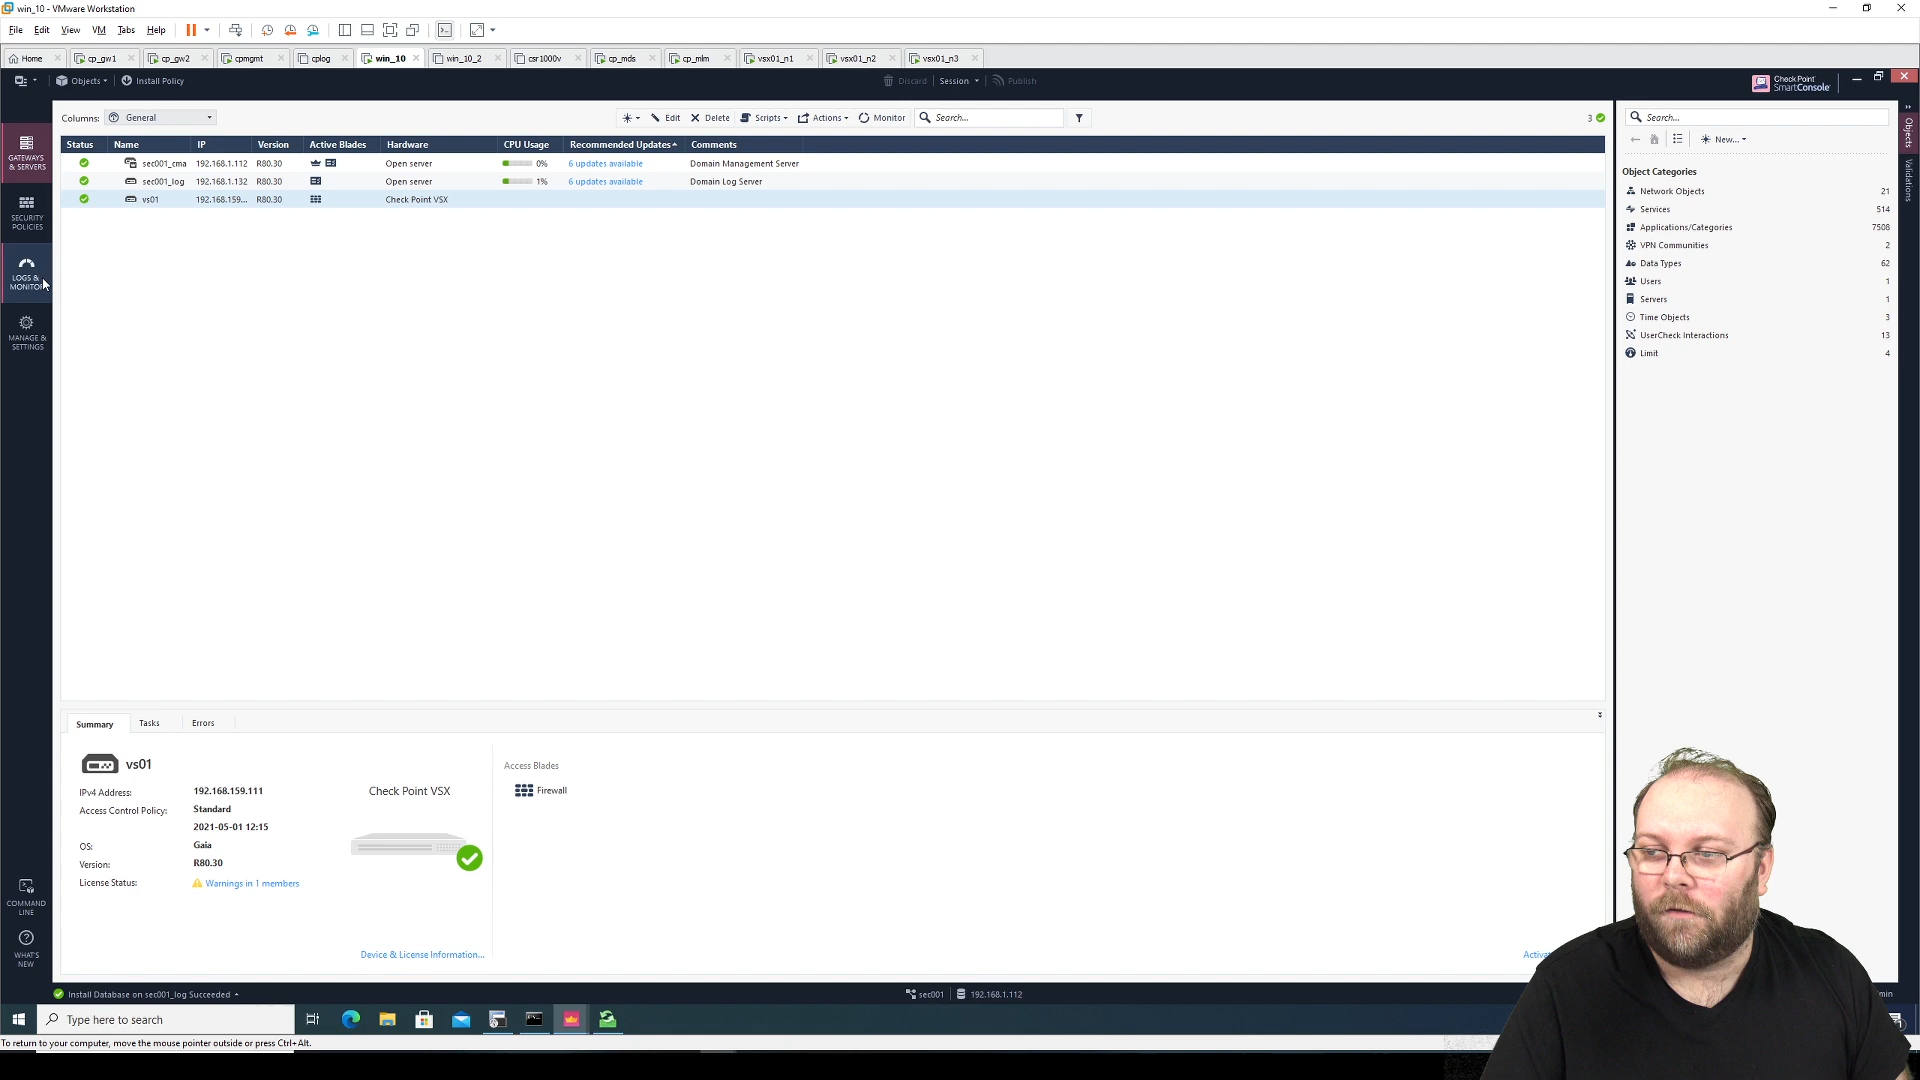 win_10 - VMware Workstation
File Edit View VM Tabs Help
Home cp_gw1 cp_gw2 cpmgmt cplog win_10 win_10_2 csr1000v cp_mds cp_mlm vsx01_n1 vsx01_n2 vsx01_n3
Objects Install Policy Discard Session Publish Check Point SmartConsole
Columns: General Edit Delete Scripts Actions Monitor Search... 3 Search...
New...
Status Name IP Version Active Blades Hardware CPU Usage Recommended Updates Comments
sec001_cma 192.168.1.112 R80.30 Open server 0% 6 updates available Domain Management Server
sec001_log 192.168.1.132 R80.30 Open server 1% 6 updates available Domain Log Server
vs01 192.168.159... R80.30 Check Point VSX
GATEWAYS
& SERVERS
SECURITY
POLICIES
LOGS &
MONITOR
MANAGE &
SETTINGS
COMMAND
LINE
WHAT'S
NEW
Object Categories
Network Objects 21
Services 514
Applications/Categories 7508
VPN Communities 2
Data Types 62
Users 1
Servers 1
Time Objects 3
UserCheck Interactions 13
Limit 4
Objects
Validations
Summary Tasks Errors
vs01
IPv4 Address: 192.168.159.111
Access Control Policy: Standard
2021-05-01 12:15
OS: Gaia
Version: R80.30
License Status: Warnings in 1 members
Check Point VSX
Device & License Information...
Access Blades
Firewall
Install Database on sec001_log Succeeded sec001 192.168.1.112
Type here to search
To return to your computer, move the mouse pointer outside or press Ctrl+Alt.